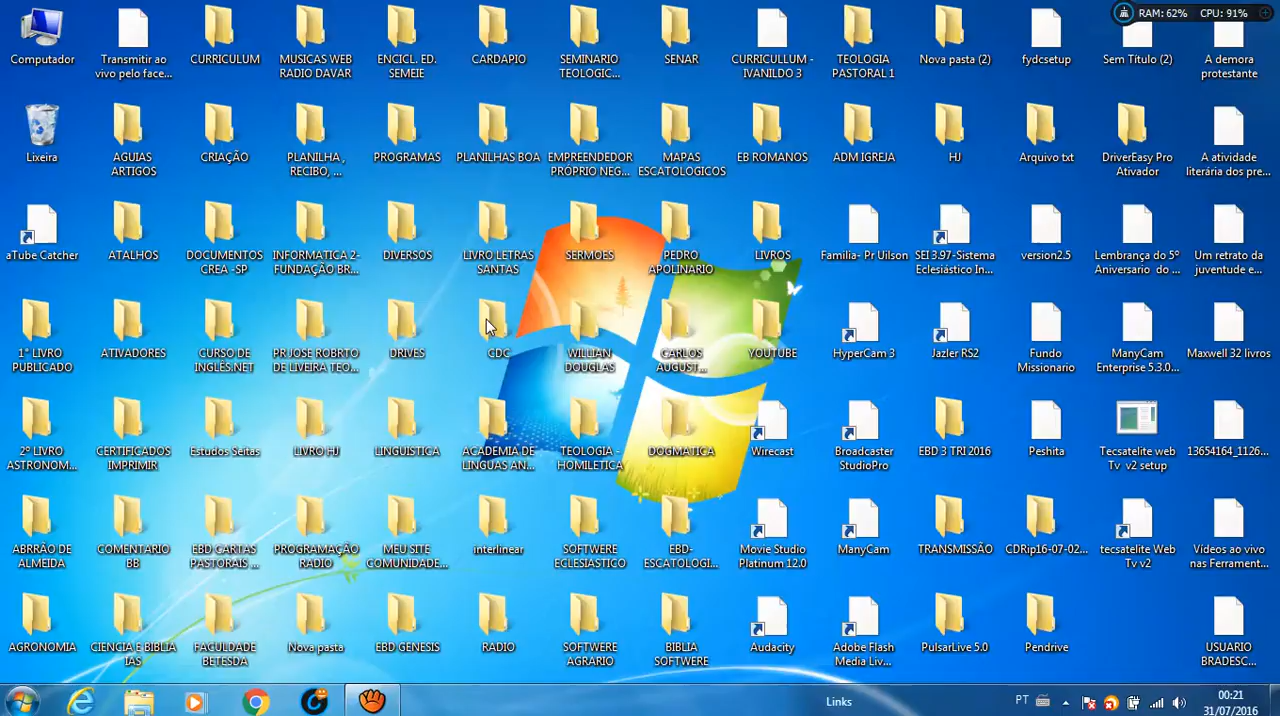 RAM: 62% CPU: 91%
Computador
Transmitir ao
vivo pelo face...
CURRICULUM
MUSICAS WEB
RADIO DAVAR
ENCICL. ED.
SEMEIE
CARDAPIO
SEMINARIO
TEOLOGIC...
SENAR
CURRICULLUM -
IVANILDO 3
TEOLOGIA
PASTORAL 1
Nova pasta (2)
fydcsetup
Sem Título (2)
A demora
protestante
Lixeira
AGUIAS
ARTIGOS
CRIAÇÃO
PLANILHA ,
RECIBO, ...
PROGRAMAS
PLANILHAS BOA
EMPREENDEDOR
PROPRIO NEG...
MAPAS
ESCATOLOGICOS
EB ROMANOS
ADM IGREJA
HJ
Arquivo txt
DriverEasy Pro
Ativador
A atividade
literária dos pre...
aTube Catcher
ATALHOS
DOCUMENTOS
CREA -SP
INFORMATICA 2-
FUNDAÇÃO BR...
DIVERSOS
LIVRO LETRAS
SANTAS
SERMOES
PEDRO
APOLINARIO
LIVROS
Familia- Pr Uilson
SEI 3.97-Sistema
Eclesiástico In...
version2.5
Lembrança do 5º
Aniversario do ...
Um retrato da
juventude e...
1° LIVRO
PUBLICADO
ATIVADORES
CURSO DE
INGLES.NET
PR JOSE ROBRTO
DE LIVEIRA TEO...
DRIVES
CDC
WILLIAN
DOUGLAS
CARLOS
AUGUST...
YOUTUBE
HyperCam 3
Jazler RS2
Fundo
Missionario
ManyCam
Enterprise 5.3.0...
Maxwell 32 livros
2° LIVRO
ASTRONOM...
CERTIFICADOS
IMPRIMIR
Estudos Seitas
LIVRO HJ
LINGUISTICA
ACADEMIA DE
LINGUAS AN...
TEOLOGIA -
HOMILETICA
DOGMATICA
Wirecast
Broadcaster
StudioPro
EBD 3 TRI 2016
Peshita
Tecsatelite web
Tv v2 setup
13654164_1126...
ABRRÃO DE
ALMEIDA
COMENTARIO
BB
EBD CARTAS
PASTORAIS ...
PROGRAMAÇÃO
RADIO
MEU SITE
COMUNIDADE...
interlinear
SOFTWERE
ECLESIASTICO
EBD-
ESCATOLOGI...
Movie Studio
Platinum 12.0
ManyCam
TRANSMISSÃO
CDRip16-07-02...
tecsatelite Web
Tv v2
Vídeos ao vivo
nas Ferrament...
AGRONOMIA
CIENCIA E BIBLIA
IAS
FACULDADE
BETESDA
Nova pasta
EBD GENESIS
RADIO
SOFTWERE
AGRARIO
BIBLIA
SOFTWERE
Audacity
Adobe Flash
Media Liv...
PulsarLive 5.0
Pendrive
USUARIO
BRADESC...
Links
PT
00:21
31/07/2016